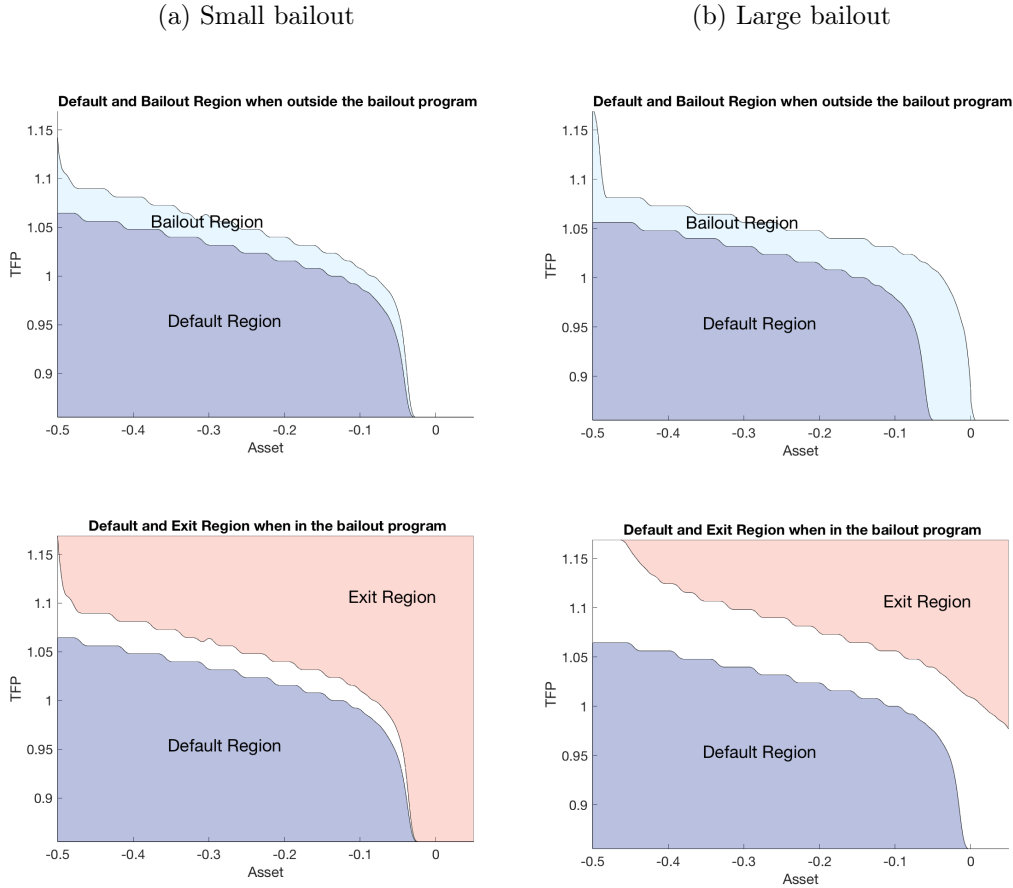 (a) Small bailout
(b) Large bailout
Default and Bailout Region when outside the bailout program
1.15
1.1
1.05
1
0.95
0.9
TFP
Bailout Region
Default Region
-0.5 -0.4 -0.3 -0.2 -0.1 0
Asset
Default and Bailout Region when outside the bailout program
1.15
1.1
1.05
1
0.95
0.9
TFP
Bailout Region
Default Region
-0.5 -0.4 -0.3 -0.2 -0.1 0
Asset
Default and Exit Region when in the bailout program
1.15
1.1
1.05
1
0.95
0.9
TFP
Exit Region
Default Region
-0.5 -0.4 -0.3 -0.2 -0.1 0
Asset
Default and Exit Region when in the bailout program
1.15
1.1
1.05
1
0.95
0.9
TFP
Exit Region
Default Region
-0.5 -0.4 -0.3 -0.2 -0.1 0
Asset